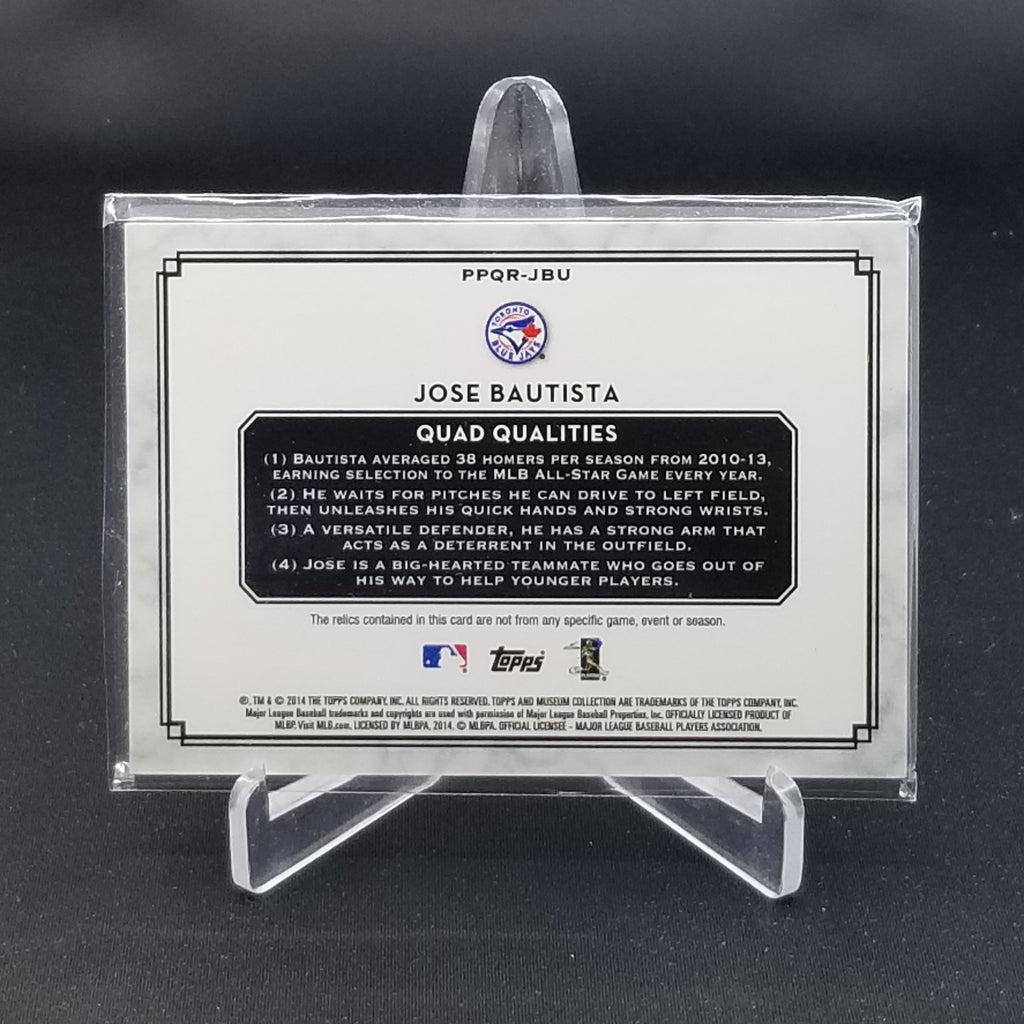 PPQR-JBU
TORONTO
BLUE JAYS
JOSE BAUTISTA
QUAD QUALITIES
(1) BAUTISTA AVERAGED 38 HOMERS PER SEASON FROM 2010-13,
EARNING SELECTION TO THE MLB ALL-STAR GAME EVERY YEAR.
(2) HE WAITS FOR PITCHES HE CAN DRIVE TO LEFT FIELD,
THEN UNLEASHES HIS QUICK HANDS AND STRONG WRISTS.
(3) A VERSATILE DEFENDER, HE HAS A STRONG ARM THAT
ACTS AS A DETERRENT IN THE OUTFIELD.
(4) JOSE IS A BIG-HEARTED TEAMMATE WHO GOES OUT OF
HIS WAY TO HELP YOUNGER PLAYERS.
The relics contained in this card are not from any specific game, event or season.
Topps
®, TM & © 2014 THE TOPPS COMPANY, INC. ALL RIGHTS RESERVED. TOPPS AND MUSEUM COLLECTION ARE TRADEMARKS OF THE TOPPS COMPANY, INC.
Major League Baseball trademarks and copyrights are used with permission of Major League Baseball Properties, Inc. OFFICIALLY LICENSED PRODUCT OF
MLBP. Visit MLB.com. LICENSED BY MLBPA, 2014. © MLBPA. OFFICIAL LICENSEE - MAJOR LEAGUE BASEBALL PLAYERS ASSOCIATION.